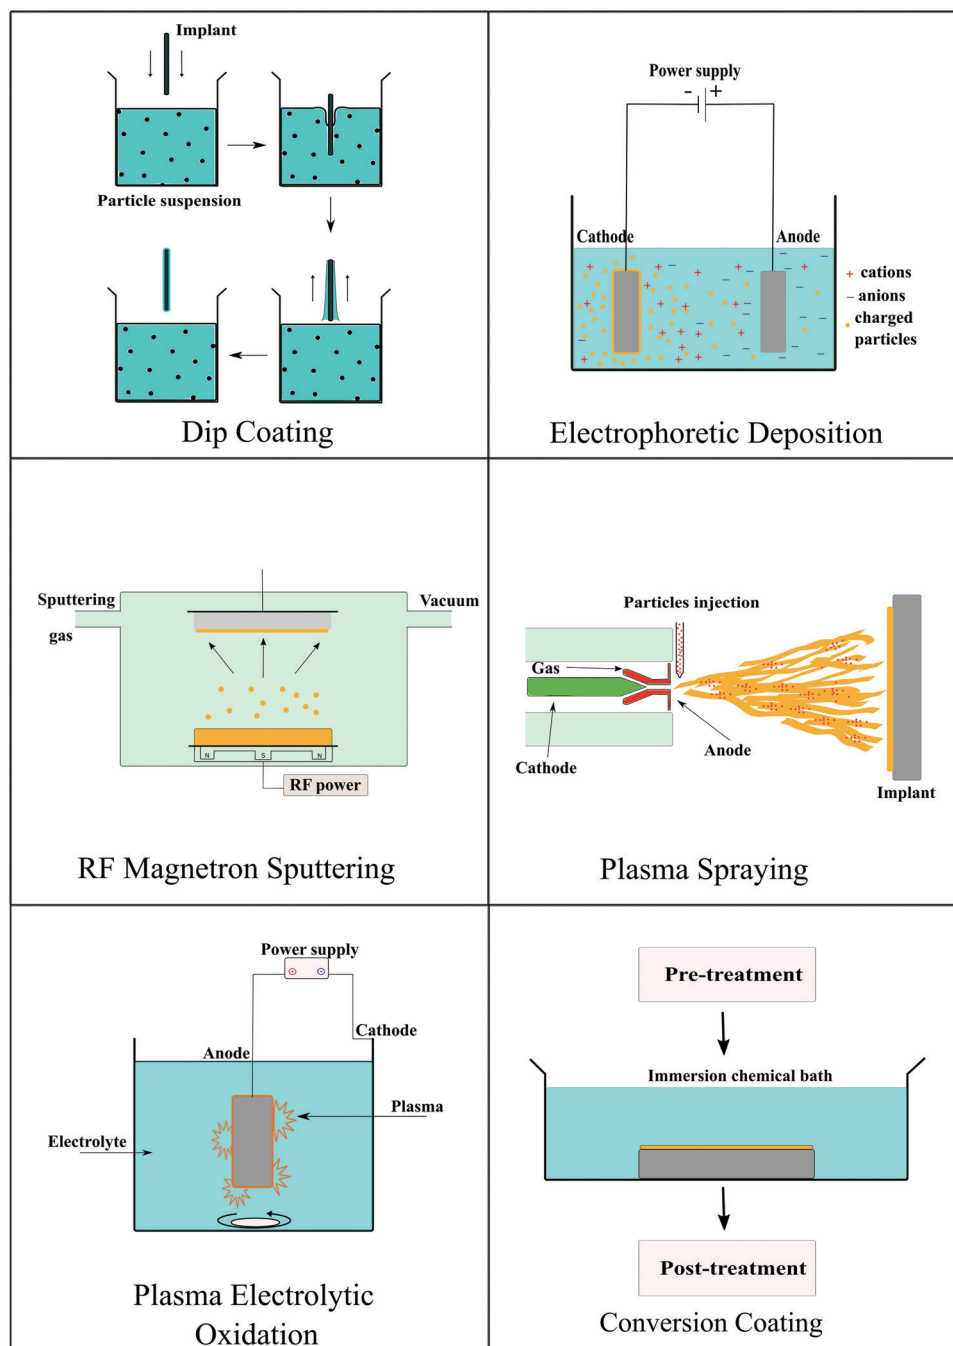 Implant
Particle suspension
Dip Coating
Power supply
- +
Cathode
Anode
+ cations
− anions
charged
particles
Electrophoretic Deposition
Sputtering
gas
Vacuum
N S N
RF power
RF Magnetron Sputtering
Particles injection
Gas
Cathode
Anode
Implant
Plasma Spraying
Power supply
+ −
Cathode
Anode
Plasma
Electrolyte
Plasma Electrolytic
Oxidation
Pre-treatment
Immersion chemical bath
Post-treatment
Conversion Coating